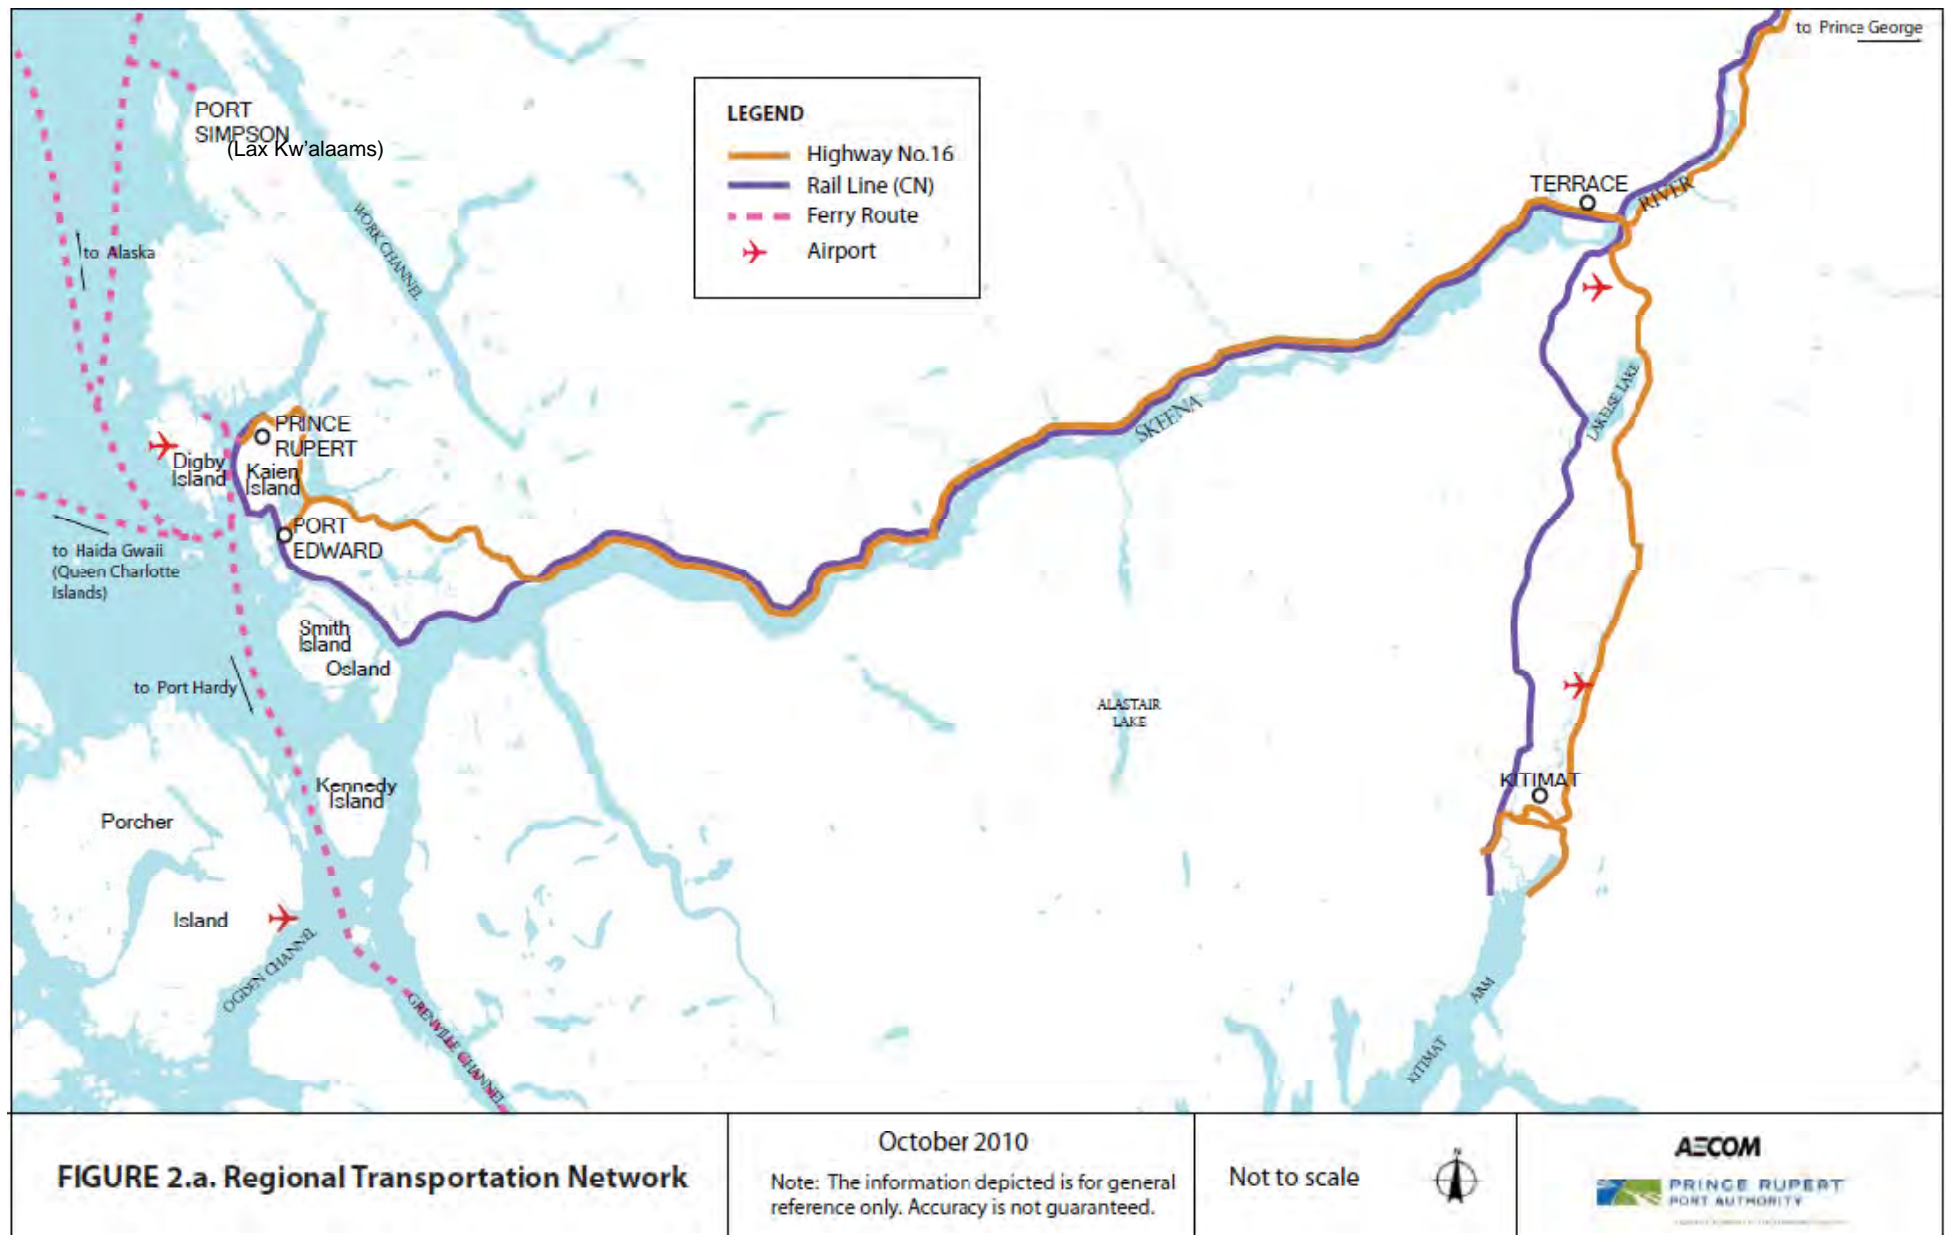 to Prince George
PORT
SIMPSON
(Lax Kw'alaams)
LEGEND
Highway No.16
Rail Line (CN)
Ferry Route
Airport
TERRACE
RIVER
WORK CHANNEL
to Alaska
LAKELSE LAKE
SKEENA
PRINCE
RUPERT
Digby
Island
Kaien
Island
PORT
EDWARD
to Haida Gwaii
(Queen Charlotte
Islands)
Smith
Island
Osland
to Port Hardy
ALASTAIR
LAKE
KITIMAT
Kennedy
Island
Porcher
Island
OGDEN CHANNEL
GRENVILLE CHANNEL
KITIMAT
ARM
FIGURE 2.a. Regional Transportation Network
October 2010
Note: The information depicted is for general
reference only. Accuracy is not guaranteed.
Not to scale
N
AECOM
PRINCE RUPERT
PORT AUTHORITY